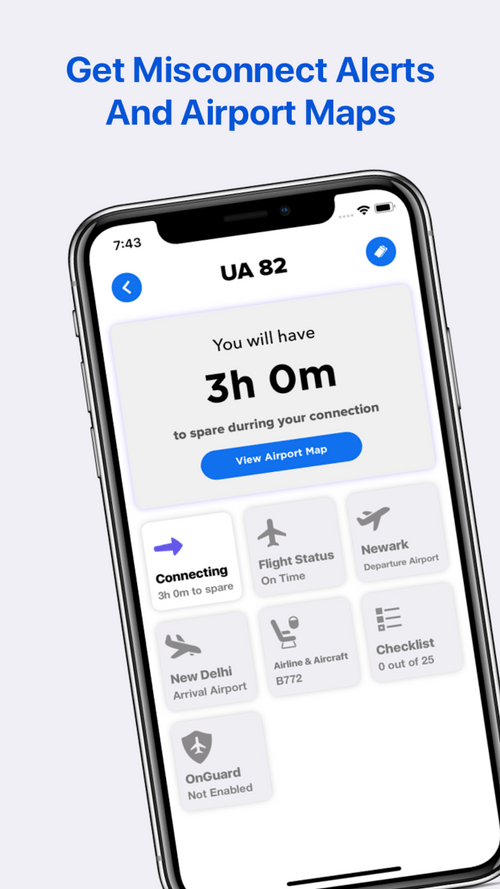 Get Misconnect Alerts
And Airport Maps
7:43
UA 82
You will have
3h 0m
to spare durring your connection
View Airport Map
Connecting
3h 0m to spare
Flight Status
On Time
Newark
Departure Airport
New Delhi
Arrival Airport
Airline & Aircraft
B772
Checklist
0 out of 25
OnGuard
Not Enabled